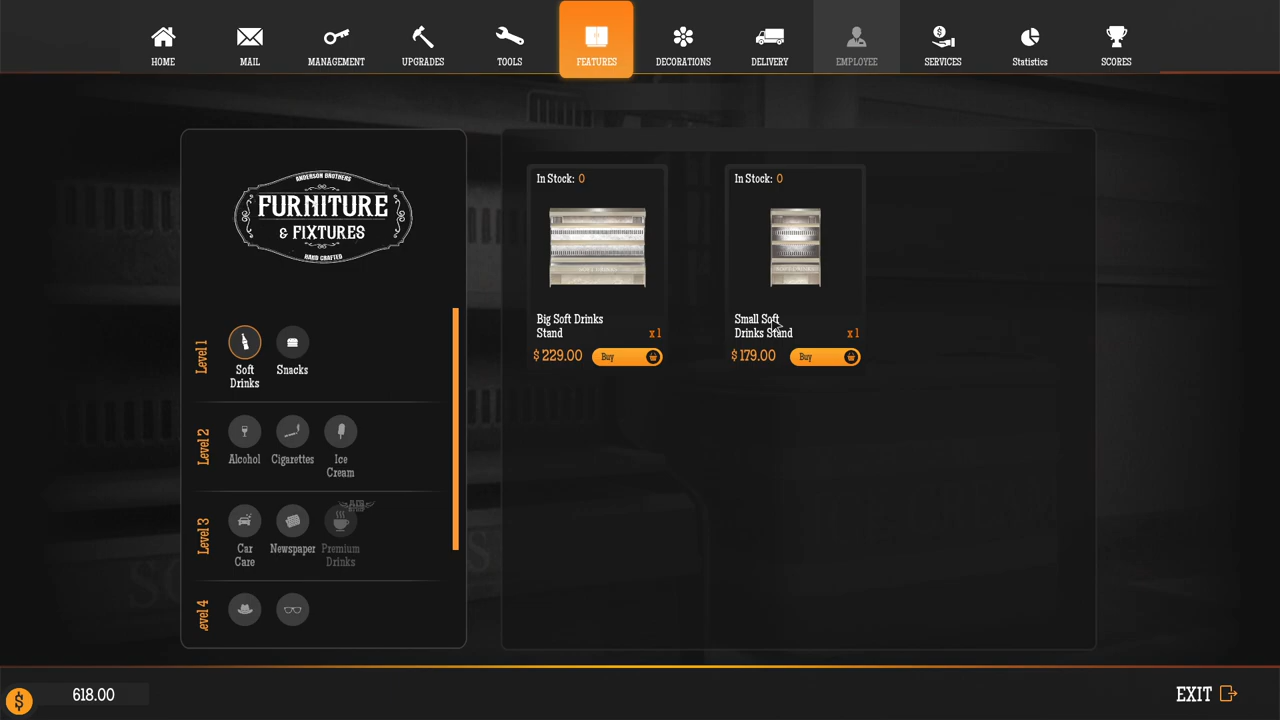 HOME
MAIL
MANAGEMENT
UPGRADES
TOOLS
FEATURES
DECORATIONS
DELIVERY
EMPLOYEE
SERVICES
Statistics
SCORES
ANDERSON BROTHERS
FURNITURE
& FIXTURES
HAND CRAFTED
Level 1
Soft
Drinks
Snacks
Level 2
Alcohol
Cigarettes
Ice
Cream
Level 3
Car
Care
Newspaper
Premium
Drinks
evel 4
In Stock: 0
Big Soft Drinks
Stand
x 1
$ 229.00
Buy
In Stock: 0
Small Soft
Drinks Stand
x 1
$ 179.00
Buy
$ 618.00
EXIT